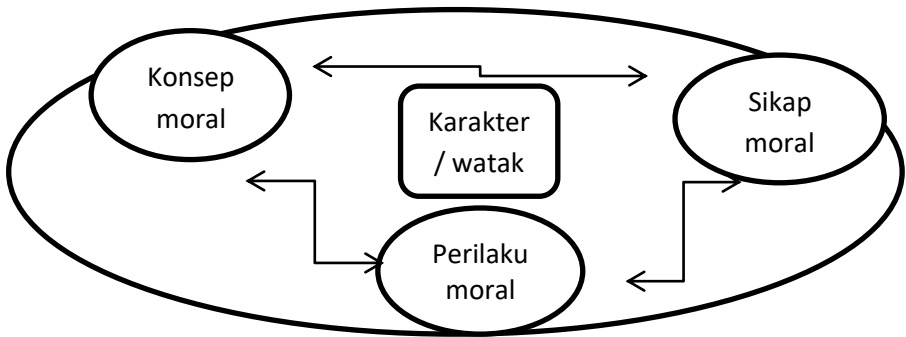 Konsep
moral
Karakter
/ watak
Sikap
moral
Perilaku
moral